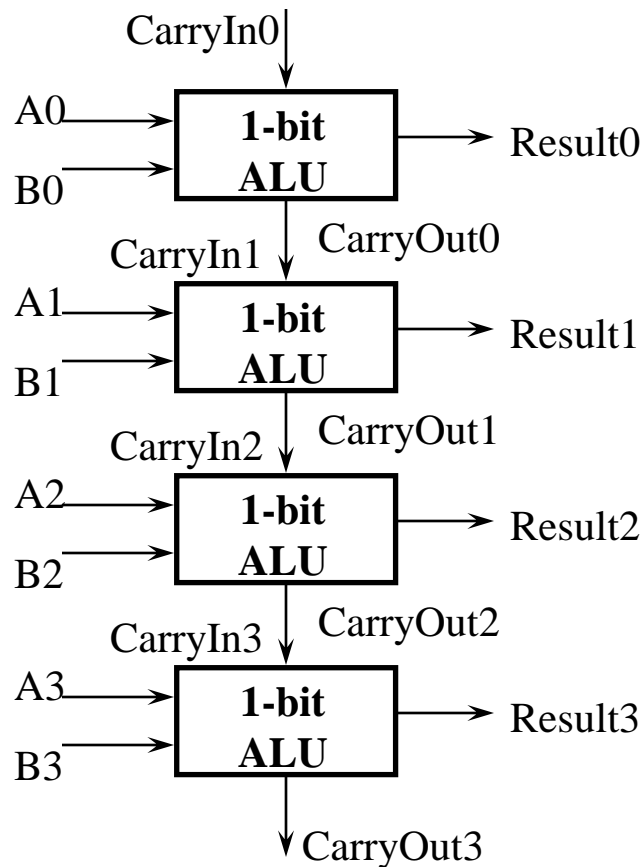 CarryIn0
A0
1-bit
Result0
B0
ALU
CarryOut0
CarryIn1
A1
1-bit
Result1
B1
ALU
CarryOut1
CarryIn2
A2
1-bit
Result2
B2
ALU
CarryOut2
CarryIn3
A3
1-bit
Result3
B3
ALU
CarryOut3